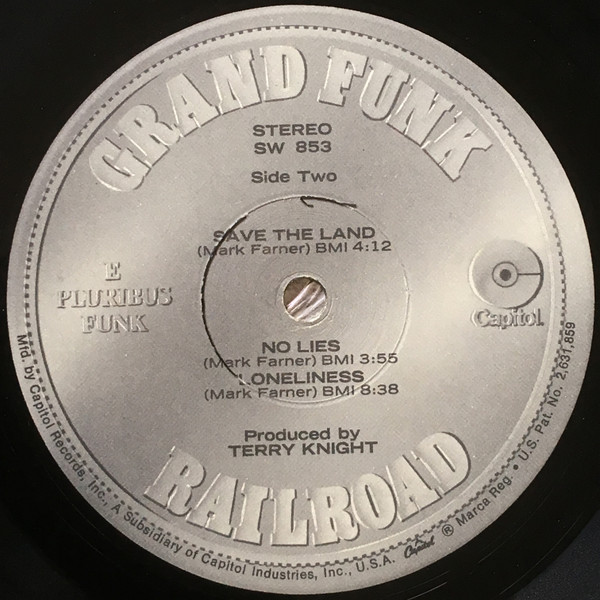 GRAND FUNK
STEREO
SW 853
Side Two
SAVE THE LAND
(Mark Farner) BMI 4:12
E
PLURIBUS
FUNK
Capitol
NO LIES
(Mark Farner) BMI 3:55
LONELINESS
(Mark Farner) BMI 8:38
Produced by
TERRY KNIGHT
RAILROAD
Mfd. by Capitol Records, Inc., A Subsidiary of Capitol Industries, Inc., U.S.A. Capitol ® Marca Reg. • U.S. Pat. No. 2,631,859